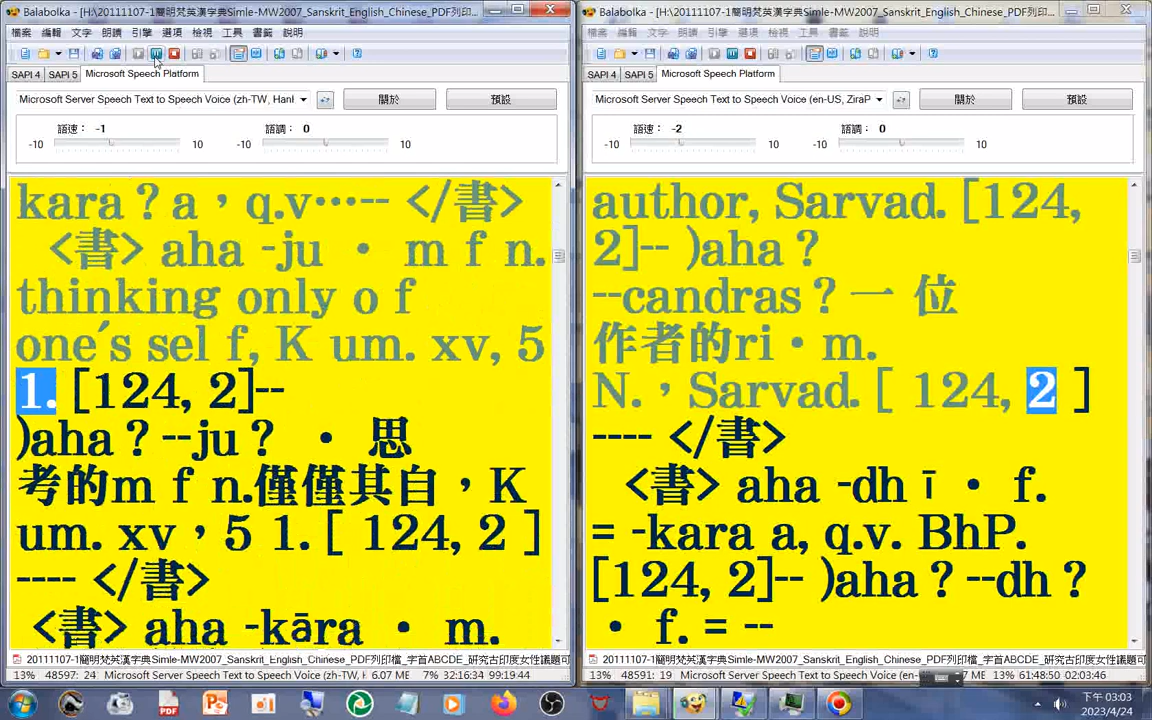 Balabolka - [H:\20111107-1簡明梵英漢字典Simle-MW2007_Sanskrit_English_Chinese_PDF列印...
檔案 編輯 文字 朗讀 引擎 選項 檢視 工具 書籤 說明
SAPI 4 SAPI 5 Microsoft Speech Platform
Microsoft Server Speech Text to Speech Voice (zh-TW, Hanl
關於
預設
語速： -1
語調： 0
-10 10 -10 10
kara？a，q.v…-- </書>
<書> aha -ju • m f n.
thinking only o f
one's sel f, K um. xv, 5
1. [124, 2]--
)aha？--ju？ • 思
考的m f n.僅僅其自，K
um. xv，5 1. [ 124, 2 ]
---- </書>
<書> aha -kāra • m.
20111107-1簡明梵英漢字典Simle-MW2007_Sanskrit_English_Chinese_PDF列印檔_字首ABCDE_研究古印度女性議題可
13% 48597: 24 Microsoft Server Speech Text to Speech Voice (zh-TW, H 6.07 MB 7% 32:16:34 99:19:44
Balabolka - [H:\20111107-1簡明梵英漢字典Simle-MW2007_Sanskrit_English_Chinese_PDF列印...
檔案 編輯 文字 朗讀 引擎 選項 檢視 工具 書籤 說明
SAPI 4 SAPI 5 Microsoft Speech Platform
Microsoft Server Speech Text to Speech Voice (en-US, ZiraP
關於
預設
語速： -2
語調： 0
-10 10 -10 10
author, Sarvad. [124,
2]-- )aha？
--candras？一 位
作者的ri • m.
N.，Sarvad. [ 124, 2 ]
---- </書>
<書> aha -dh ī • f.
= -kara a, q.v. BhP.
[124, 2]-- )aha？--dh？
• f. = --
20111107-1簡明梵英漢字典Simle-MW2007_Sanskrit_English_Chinese_PDF列印檔_字首ABCDE_研究古印度女性議題可
13% 48591: 19 Microsoft Server Speech Text to Speech Voice 13% 61:48:50 02:03:46
PDF
下午 03:03
2023/4/24